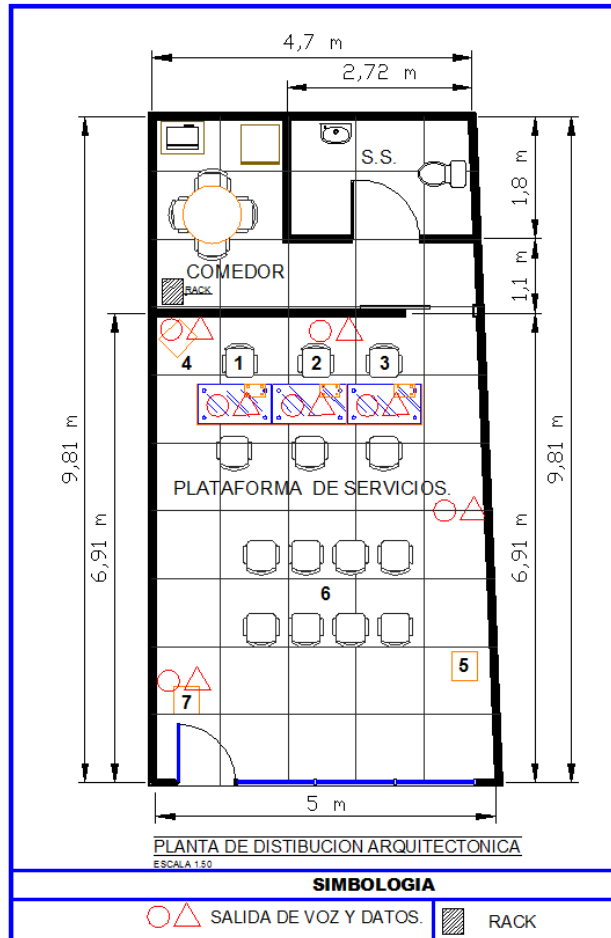 4,7 m
2,72 m
S.S.
1,8 m
COMEDOR
RACK
1,1 m
4
1
2
3
9,81 m
6,91 m
PLATAFORMA DE SERVICIOS.
9,81 m
6,91 m
6
5
7
5 m
PLANTA DE DISTIBUCION ARQUITECTONICA
ESCALA 1.50
SIMBOLOGIA
SALIDA DE VOZ Y DATOS.
RACK